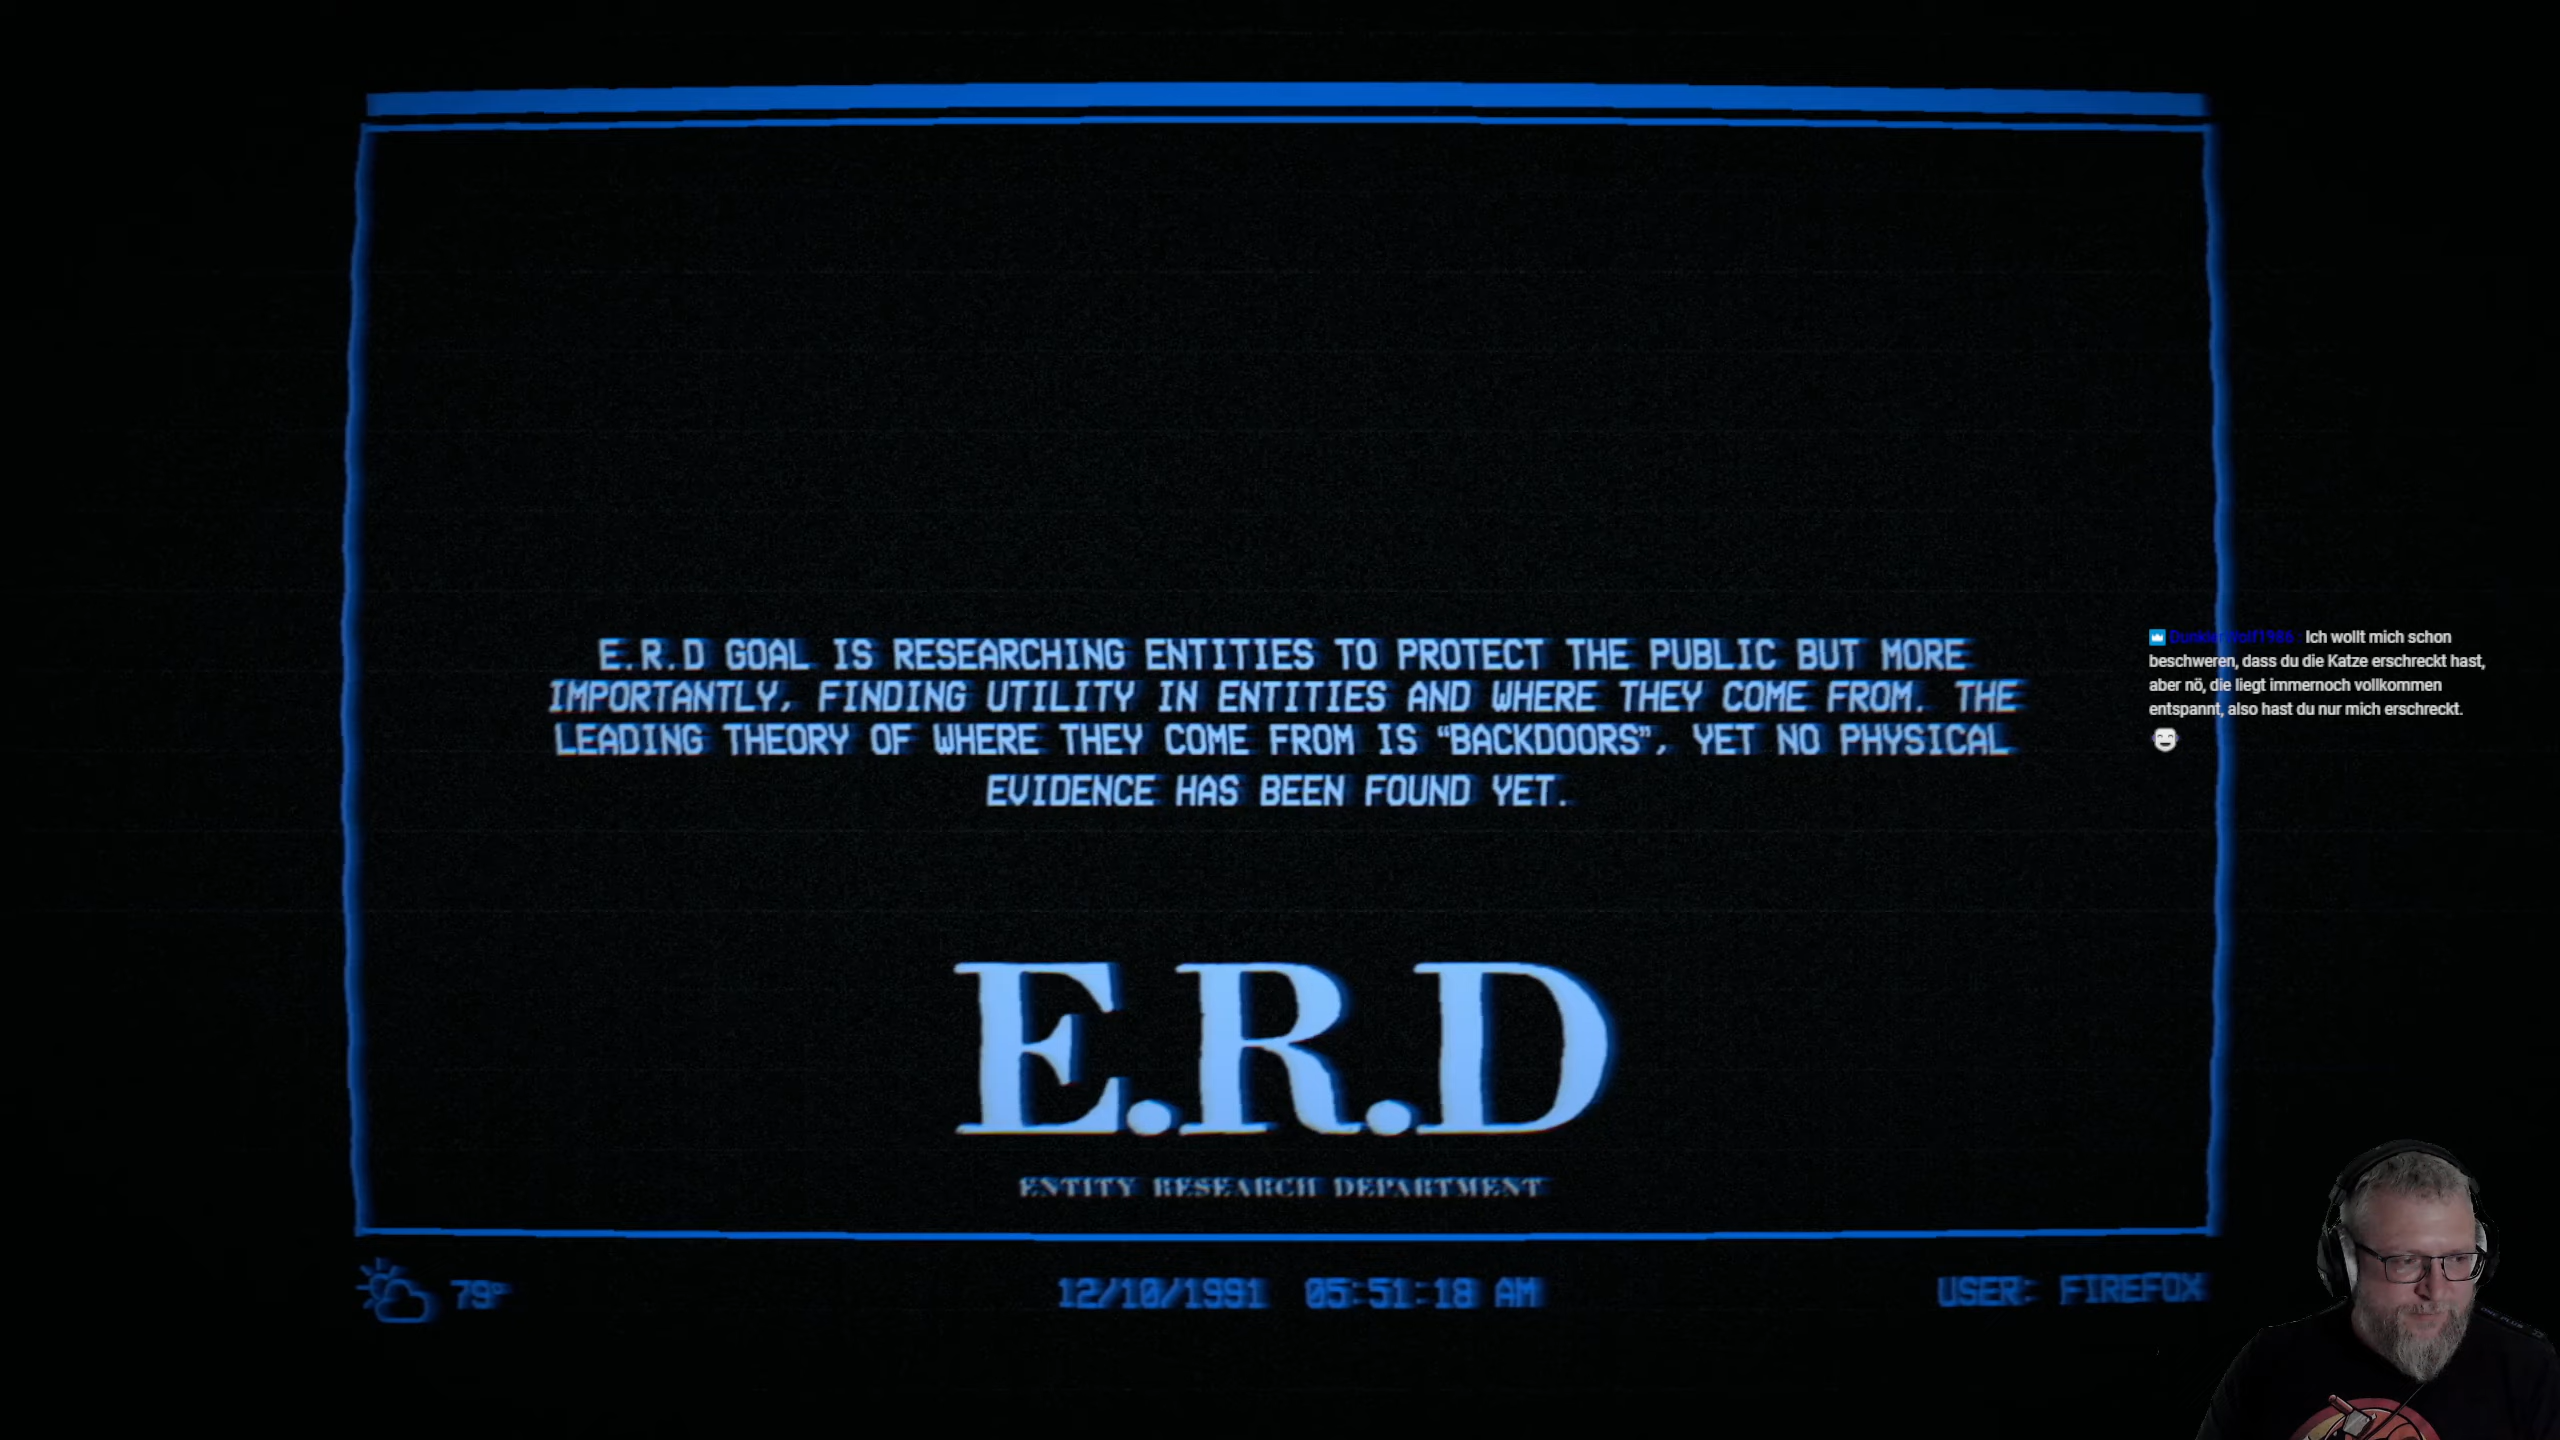 E.R.D GOAL IS RESEARCHING ENTITIES TO PROTECT THE PUBLIC BUT MORE
IMPORTANTLY, FINDING UTILITY IN ENTITIES AND WHERE THEY COME FROM. THE
LEADING THEORY OF WHERE THEY COME FROM IS “BACKDOORS”, YET NO PHYSICAL
EVIDENCE HAS BEEN FOUND YET.
Ich wollt mich schon
beschweren, dass du die Katze erschreckt hast,
aber nö, die liegt immernoch vollkommen
entspannt, also hast du nur mich erschreckt.
E.R.D
ENTITY RESEARCH DEPARTMENT
79°
12/10/1991 05:51:18 AM
USER: FIREFOX